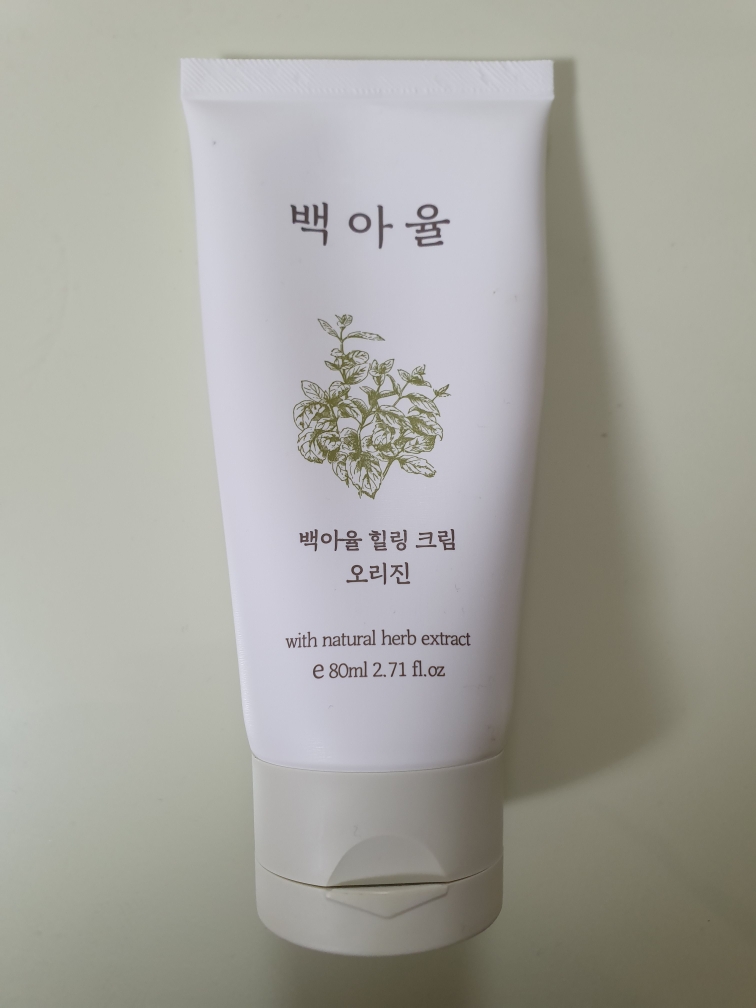 백아율
백아율 힐링 크림
오리진
with natural herb extract
e 80ml 2.71 fl.oz